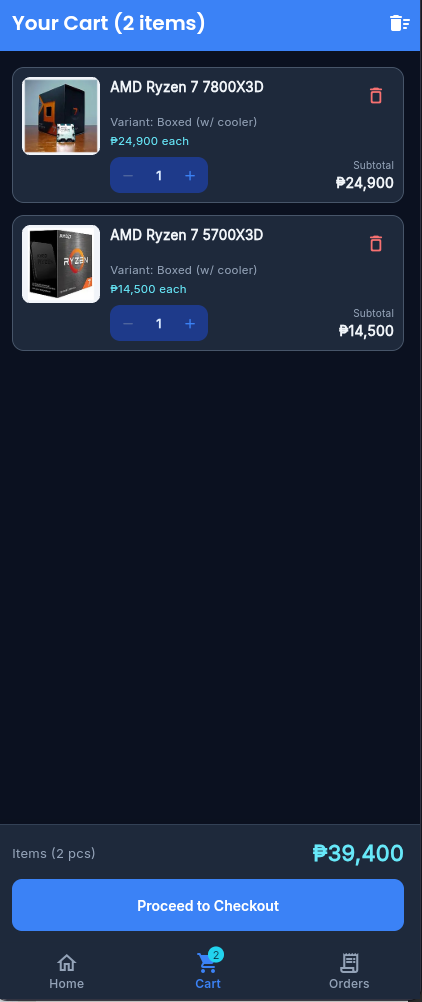 Your Cart (2 items)
AMD Ryzen 7 7800X3D
Variant: Boxed (w/ cooler)
₱24,900 each
1
Subtotal
₱24,900
AMD Ryzen 7 5700X3D
RYZEN
Variant: Boxed (w/ cooler)
₱14,500 each
1
Subtotal
₱14,500
Items (2 pcs)
₱39,400
Proceed to Checkout
2
Home
Cart
Orders